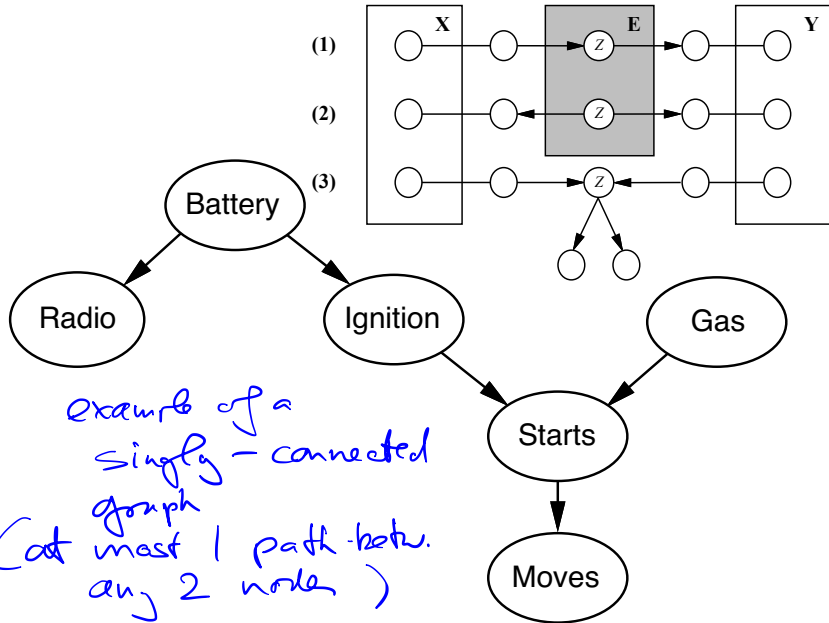 X E Y
(1) Z
(2) Z
(3) Z
Battery
Radio Ignition Gas
example of a
singly-connected
graph
(at most 1 path betw.
any 2 nodes)
Starts
Moves